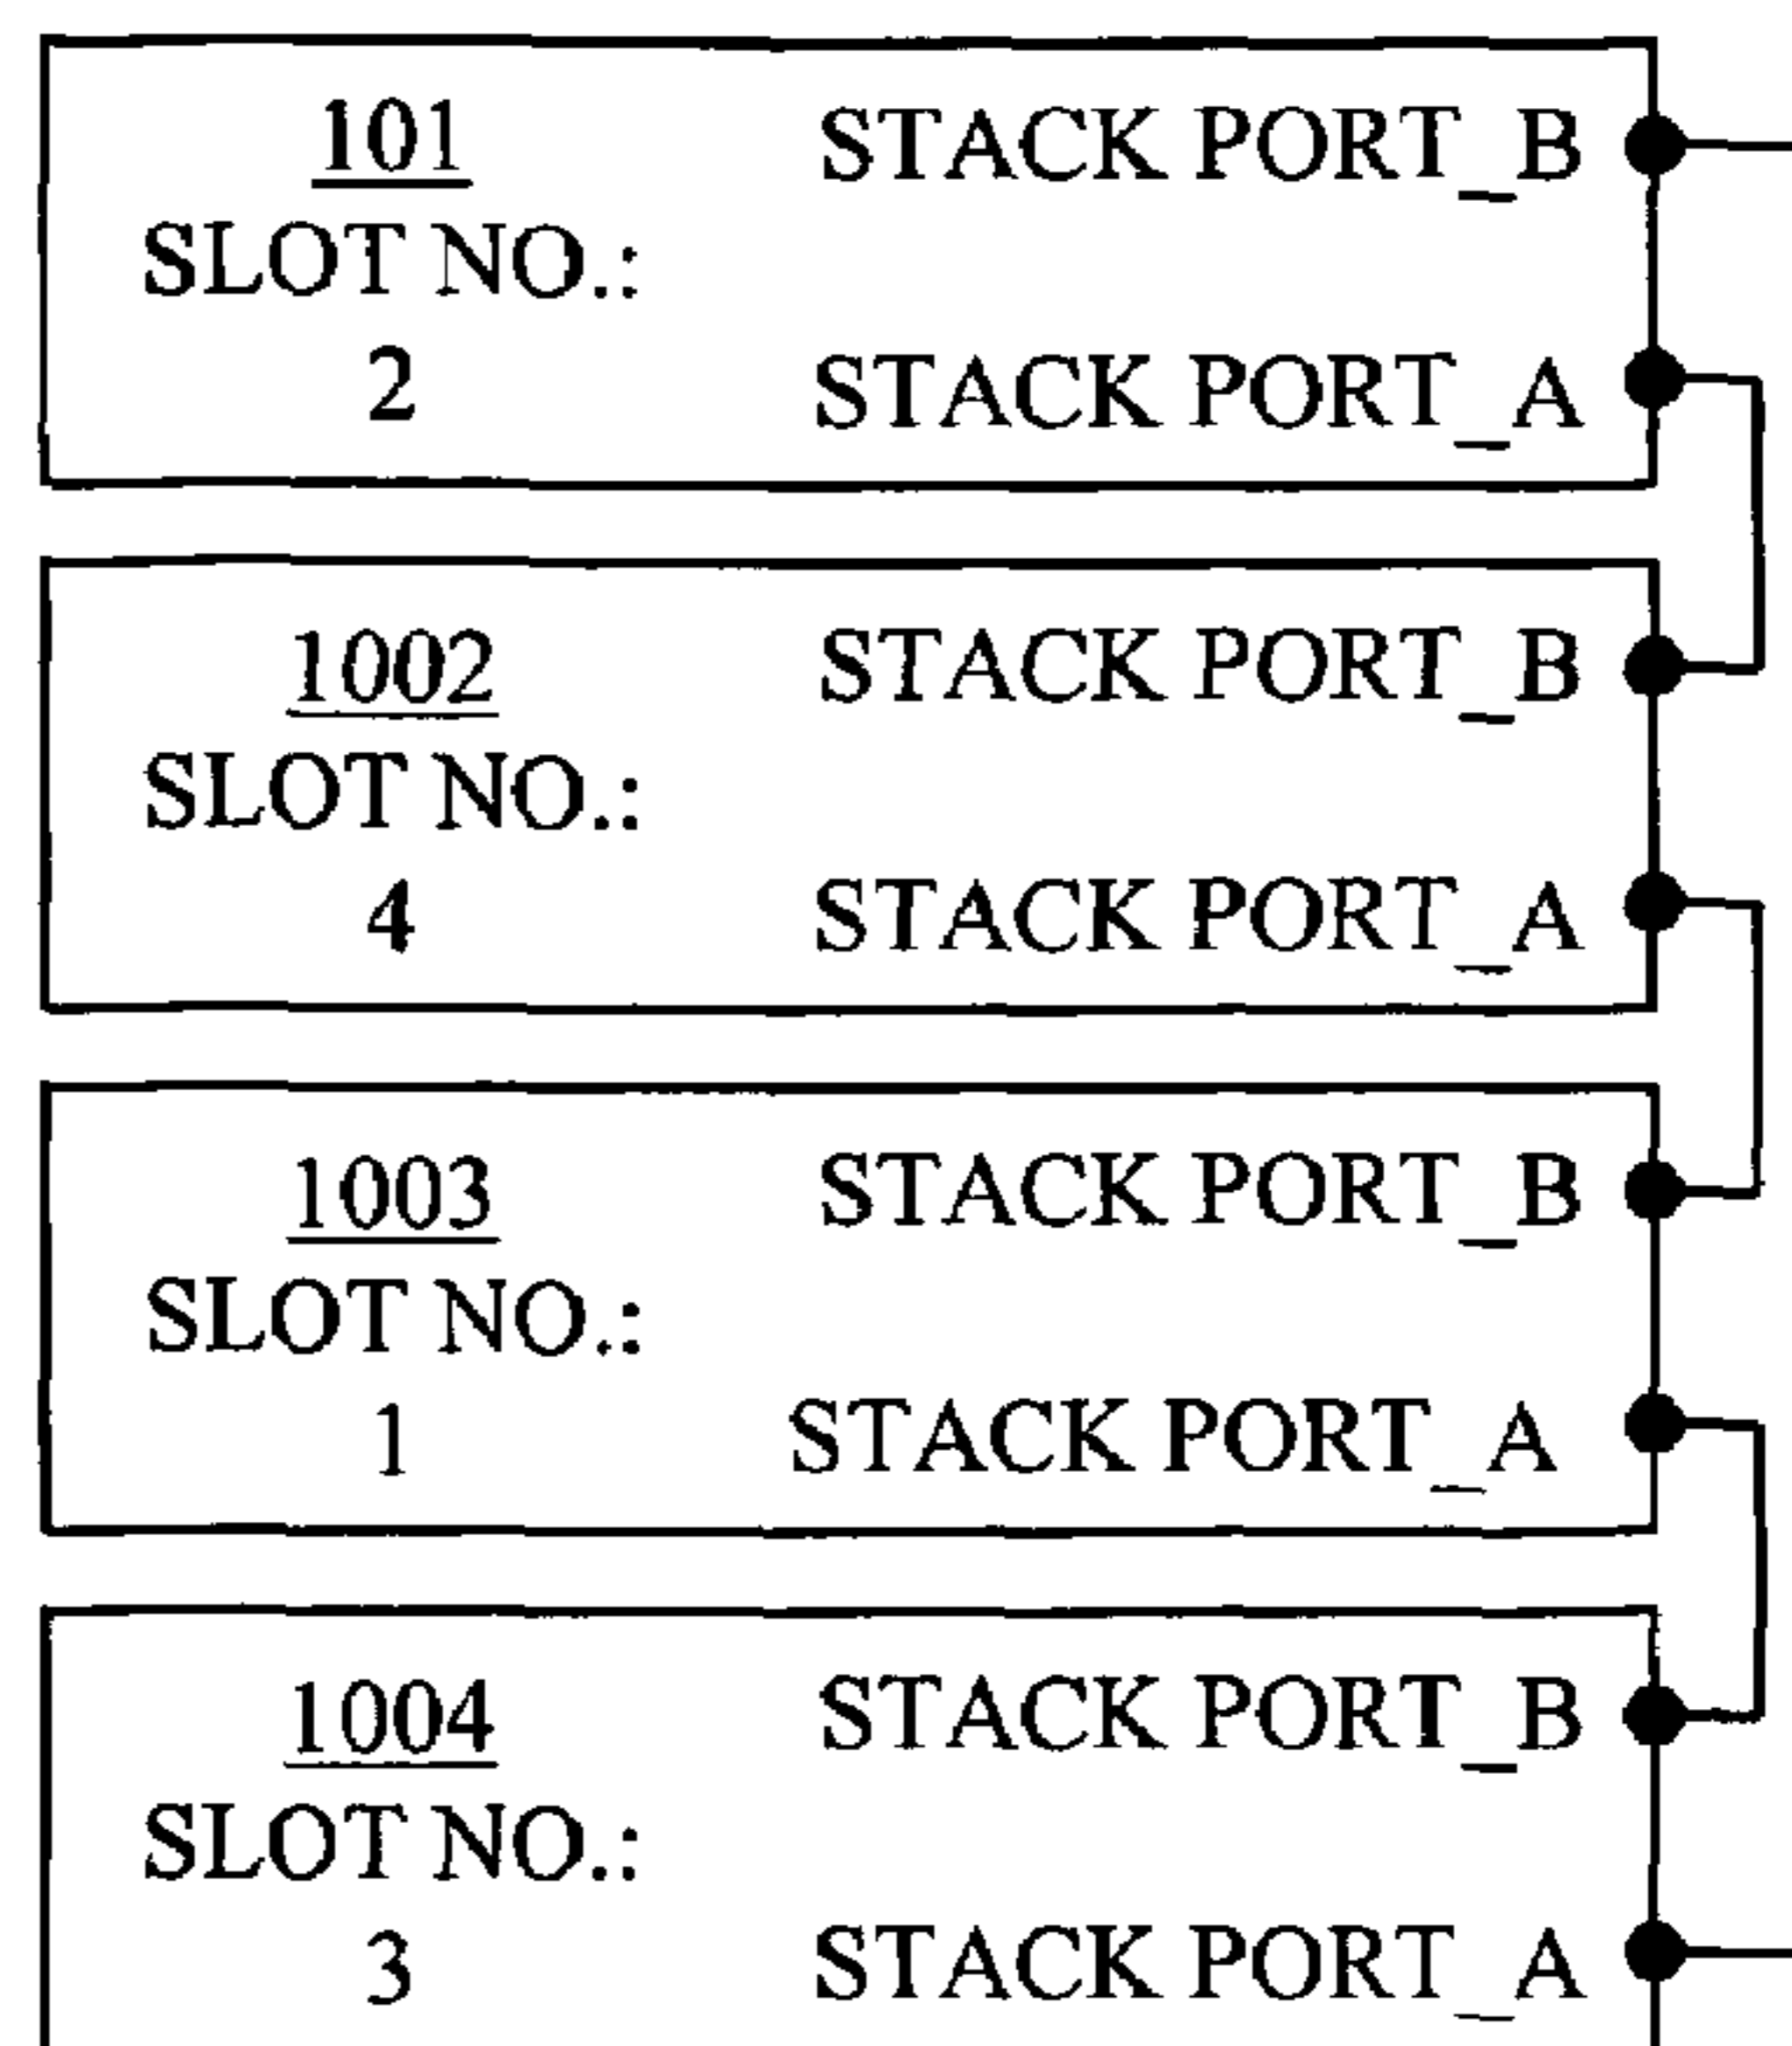 101 STACK PORT_B
SLOT NO.:
2 STACK PORT_A
1002 STACK PORT_B
SLOT NO.:
4 STACK PORT_A
1003 STACK PORT_B
SLOT NO.:
1 STACK PORT_A
1004 STACK PORT_B
SLOT NO.:
3 STACK PORT_A